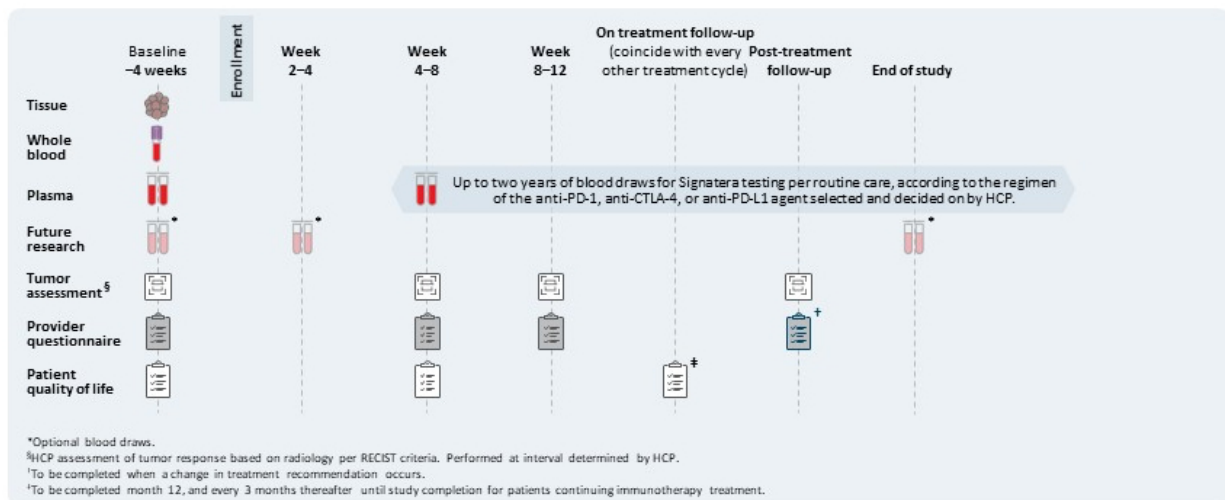 Baseline
–4 weeks
Enrollment
Week
2–4
Week
4–8
Week
8–12
On treatment follow-up
(coincide with every
other treatment cycle)
Post-treatment
follow-up
End of study
Tissue
Whole
blood
Plasma
Up to two years of blood draws for Signatera testing per routine care, according to the regimen
of the anti-PD-1, anti-CTLA-4, or anti-PD-L1 agent selected and decided on by HCP.
Future
research
*
*
*
Tumor
assessment§
Provider
questionnaire
†
Patient
quality of life
‡
*Optional blood draws.
§HCP assessment of tumor response based on radiology per RECIST criteria. Performed at interval determined by HCP.
†To be completed when a change in treatment recommendation occurs.
‡To be completed month 12, and every 3 months thereafter until study completion for patients continuing immunotherapy treatment.